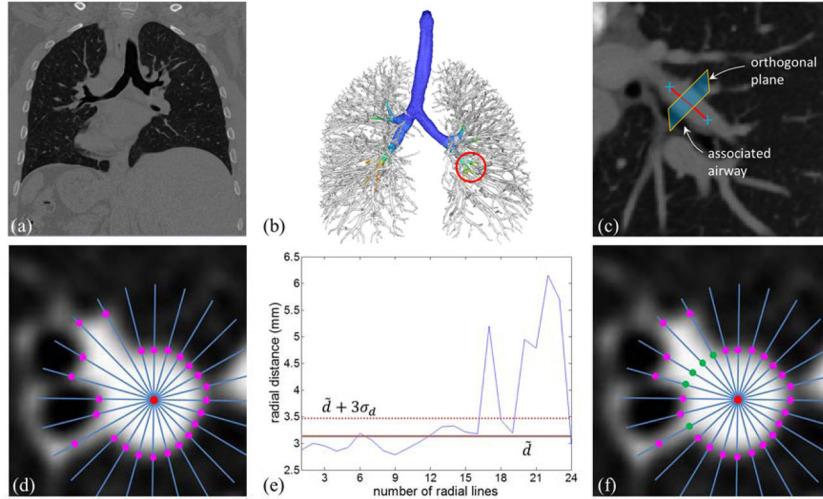 (a)
(b)
(c)
orthogonal
plane
associated
airway
(d)
(e)
(f)
radial distance (mm)
6.5
6
5.5
5
4.5
4
3.5
3
2.5
d̃ + 3σ_d
d̃
3 6 9 12 15 18 21 24
number of radial lines